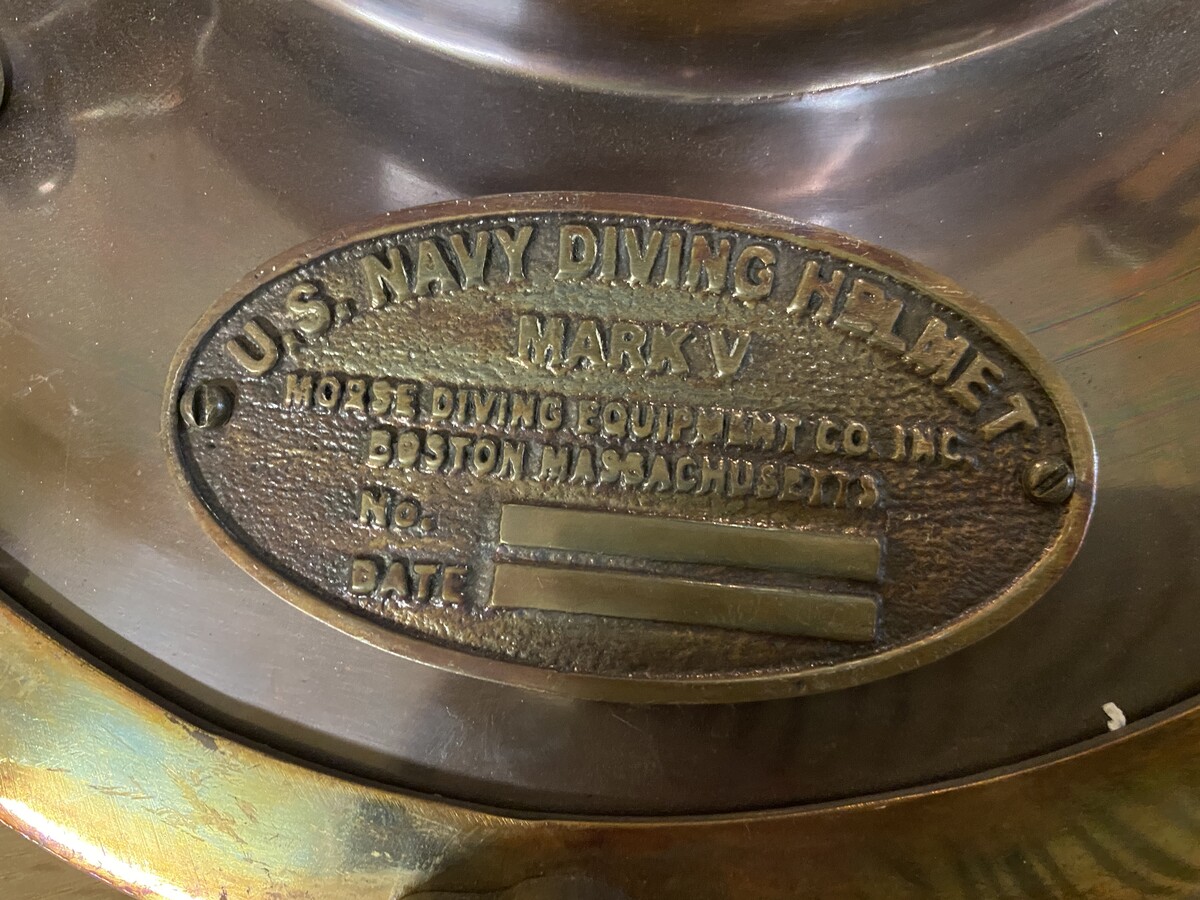 U.S. NAVY DIVING HELMET
MARK V
MORSE DIVING EQUIPMENT CO. INC.
BOSTON MASSACHUSETTS
No.
DATE